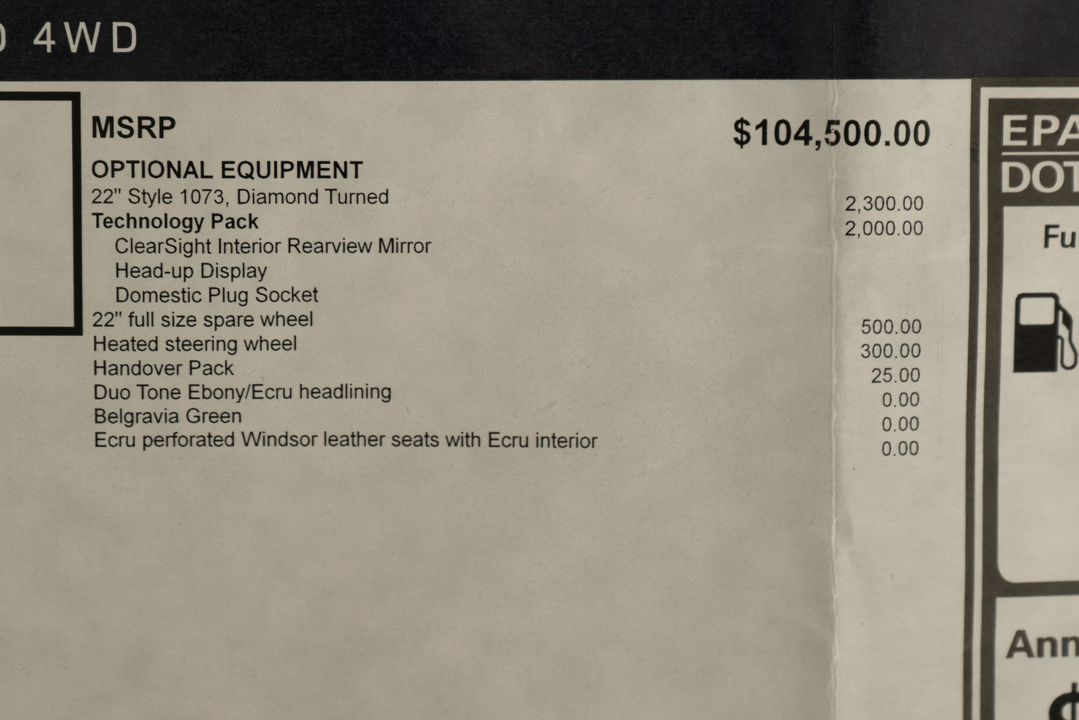 4WD
MSRP $104,500.00
OPTIONAL EQUIPMENT
22" Style 1073, Diamond Turned 2,300.00
Technology Pack 2,000.00
ClearSight Interior Rearview Mirror
Head-up Display
Domestic Plug Socket
22" full size spare wheel 500.00
Heated steering wheel 300.00
Handover Pack 25.00
Duo Tone Ebony/Ecru headlining 0.00
Belgravia Green 0.00
Ecru perforated Windsor leather seats with Ecru interior 0.00
EPA
DOT
Fu
Ann
$